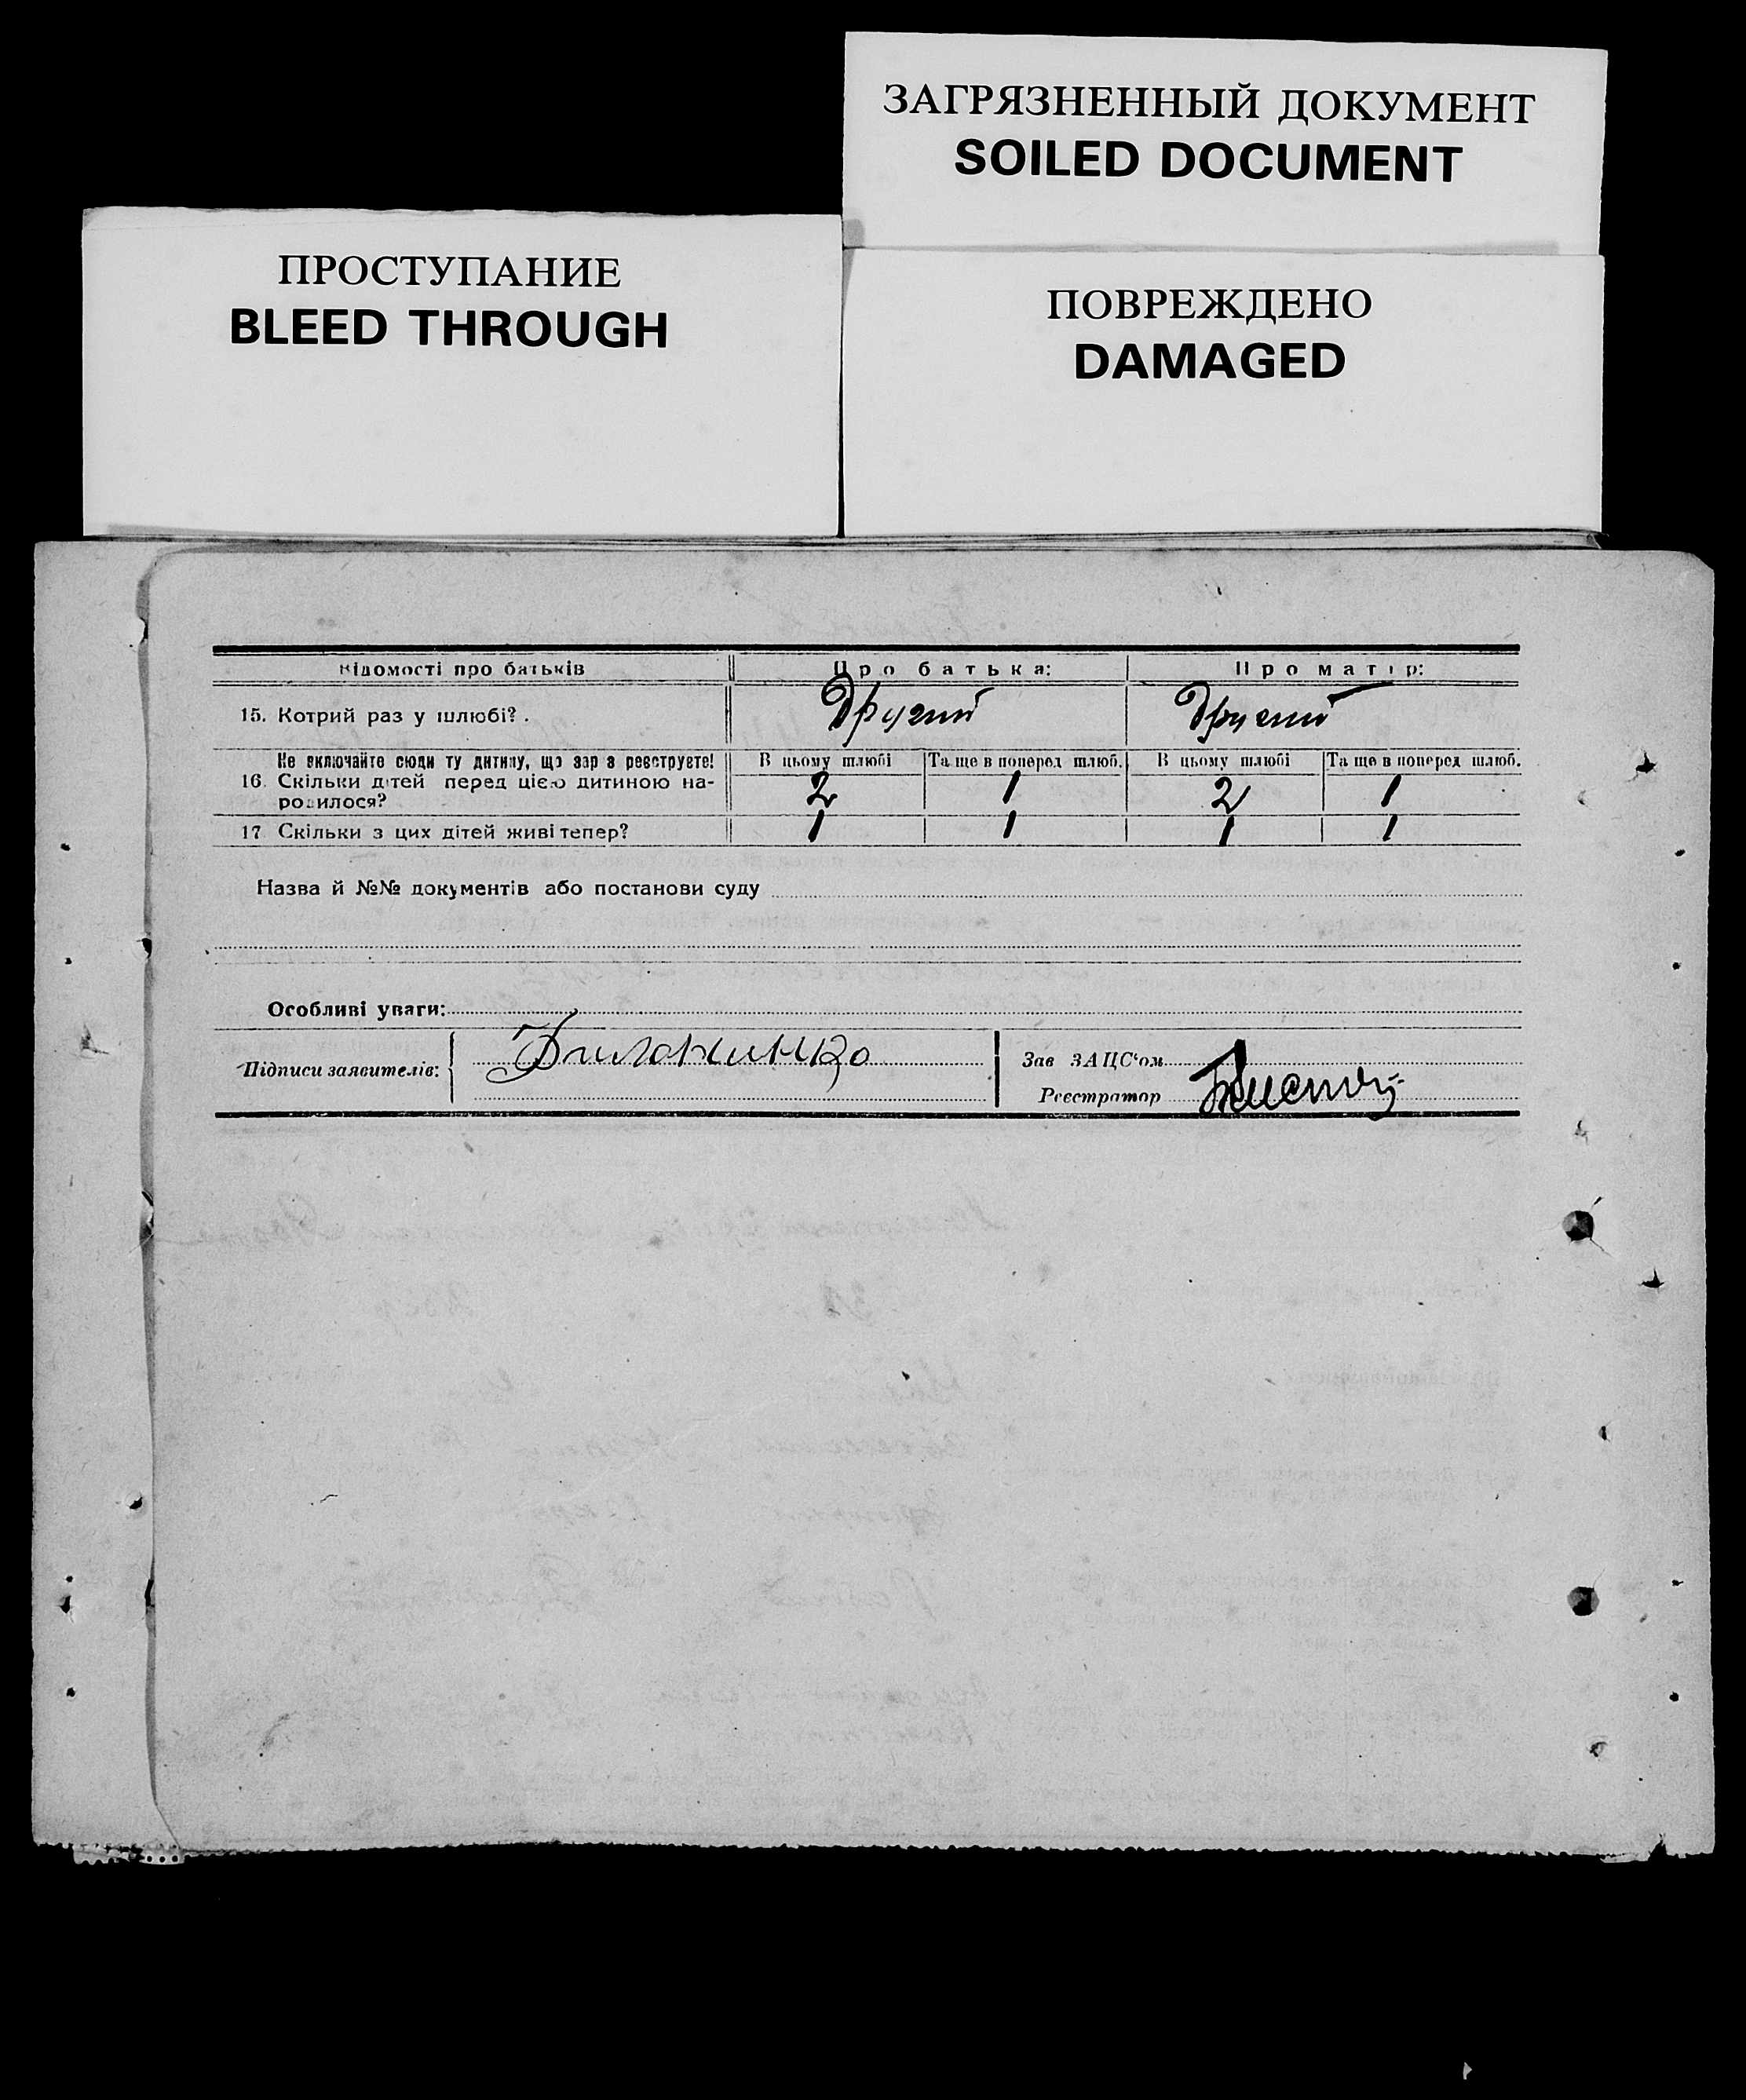 ЗАГРЯЗНЕННЫЙ ДОКУМЕНТ
SOILED DOCUMENT
ПРОСТУПАНИЕ
BLEED THROUGH
ПОВРЕЖДЕНО
DAMAGED
Відомості про батьків Про батька: Про матір:
15. Котрий раз у шлюбі? . Другий Другий
Не включайте сюди ту дитину, що зараз реєструєте! В цьому шлюбі Та ще в поперед шлюб. В цьому шлюбі Та ще в поперед шлюб.
16. Скільки дітей перед цією дитиною на-
родилося? 2 1 2 1
17 Скільки з цих дітей живі тепер? 1 1 1 1
Назва й №№ документів або постанови суду
Особливі уваги:
Підписи заявителів:
Зав ЗАЦС'ом
Реєстратор